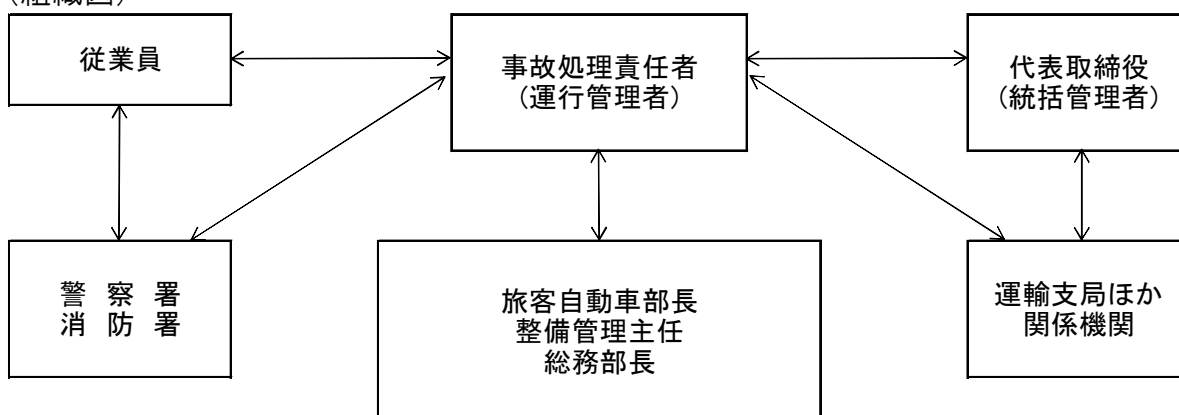 (組織図)
従業員
事故処理責任者
(運行管理者)
代表取締役
(統括管理者)
警 察 署
消 防 署
旅客自動車部長
整備管理主任
総務部長
運輸支局ほか
関係機関